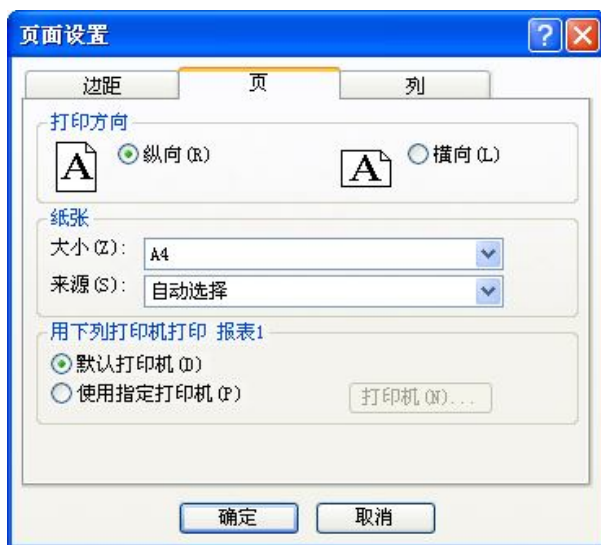 页面设置
边距 页 列
打印方向
A 纵向(R) A 横向(L)
纸张
大小(Z): A4
来源(S): 自动选择
用下列打印机打印 报表1
默认打印机(D)
使用指定打印机(P) 打印机(N)...
确定 取消